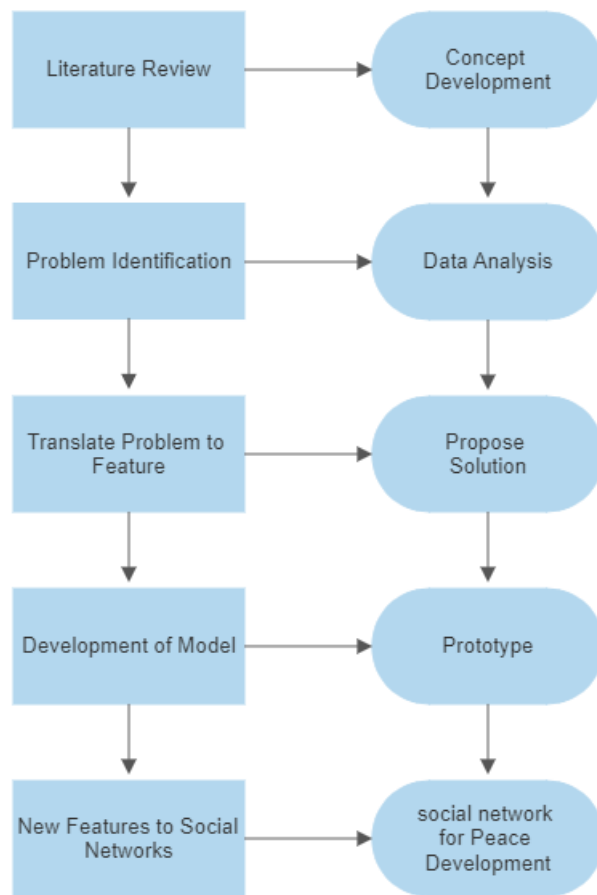 Literature Review
Concept
Development
Problem Identification
Data Analysis
Translate Problem to
Feature
Propose
Solution
Development of Model
Prototype
New Features to Social
Networks
social network
for Peace
Development